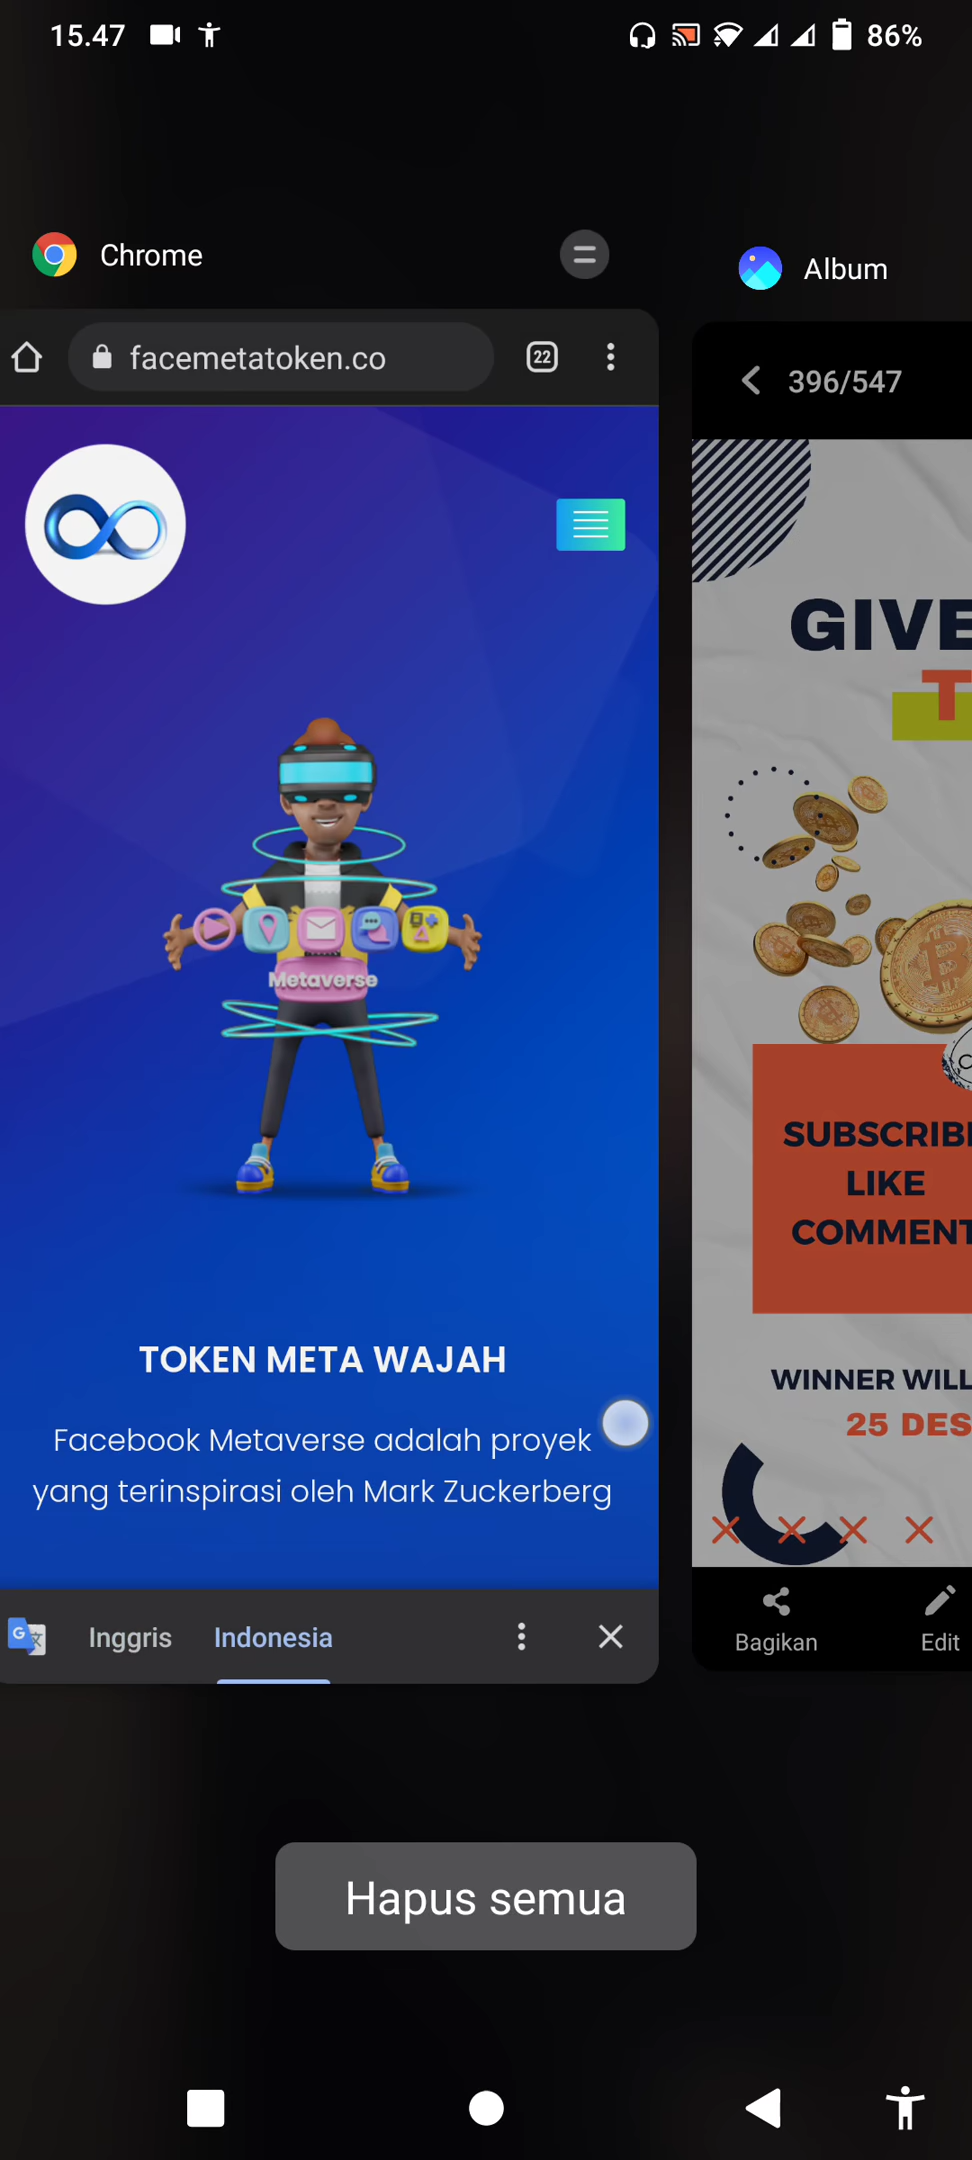 15.47
86%
Chrome
facemetatoken.co
22
Metaverse
TOKEN META WAJAH
Facebook Metaverse adalah proyek
yang terinspirasi oleh Mark Zuckerberg
Inggris Indonesia
Album
396/547
GIVE
T
SUBSCRIBE
LIKE
COMMENT
WINNER WILL
25 DES
Bagikan
Edit
Hapus semua